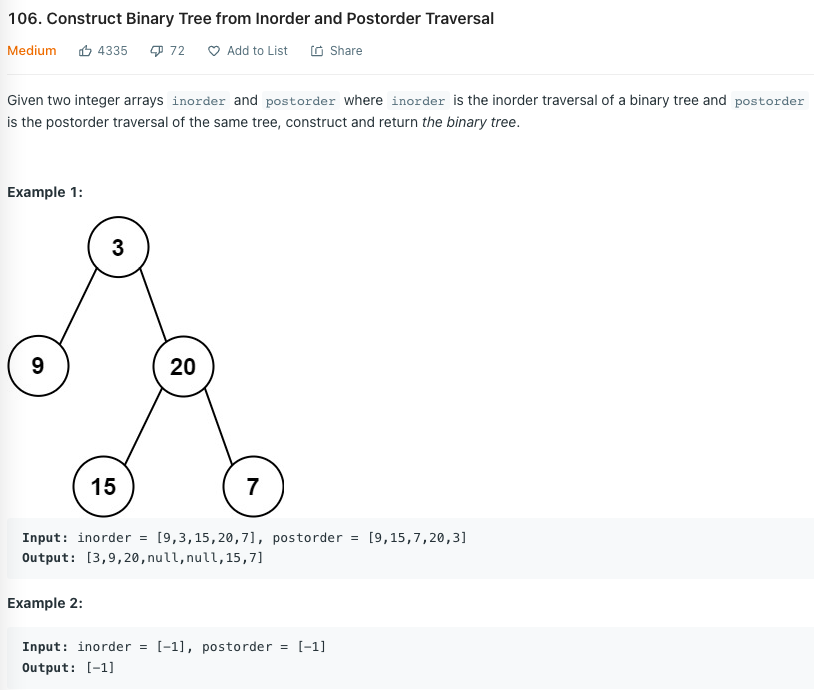 106. Construct Binary Tree from Inorder and Postorder Traversal
Medium 4335 72 Add to List Share
Given two integer arrays inorder and postorder where inorder is the inorder traversal of a binary tree and postorder
is the postorder traversal of the same tree, construct and return the binary tree.
Example 1:
3
9 20
15 7
Input: inorder = [9,3,15,20,7], postorder = [9,15,7,20,3]
Output: [3,9,20,null,null,15,7]
Example 2:
Input: inorder = [-1], postorder = [-1]
Output: [-1]